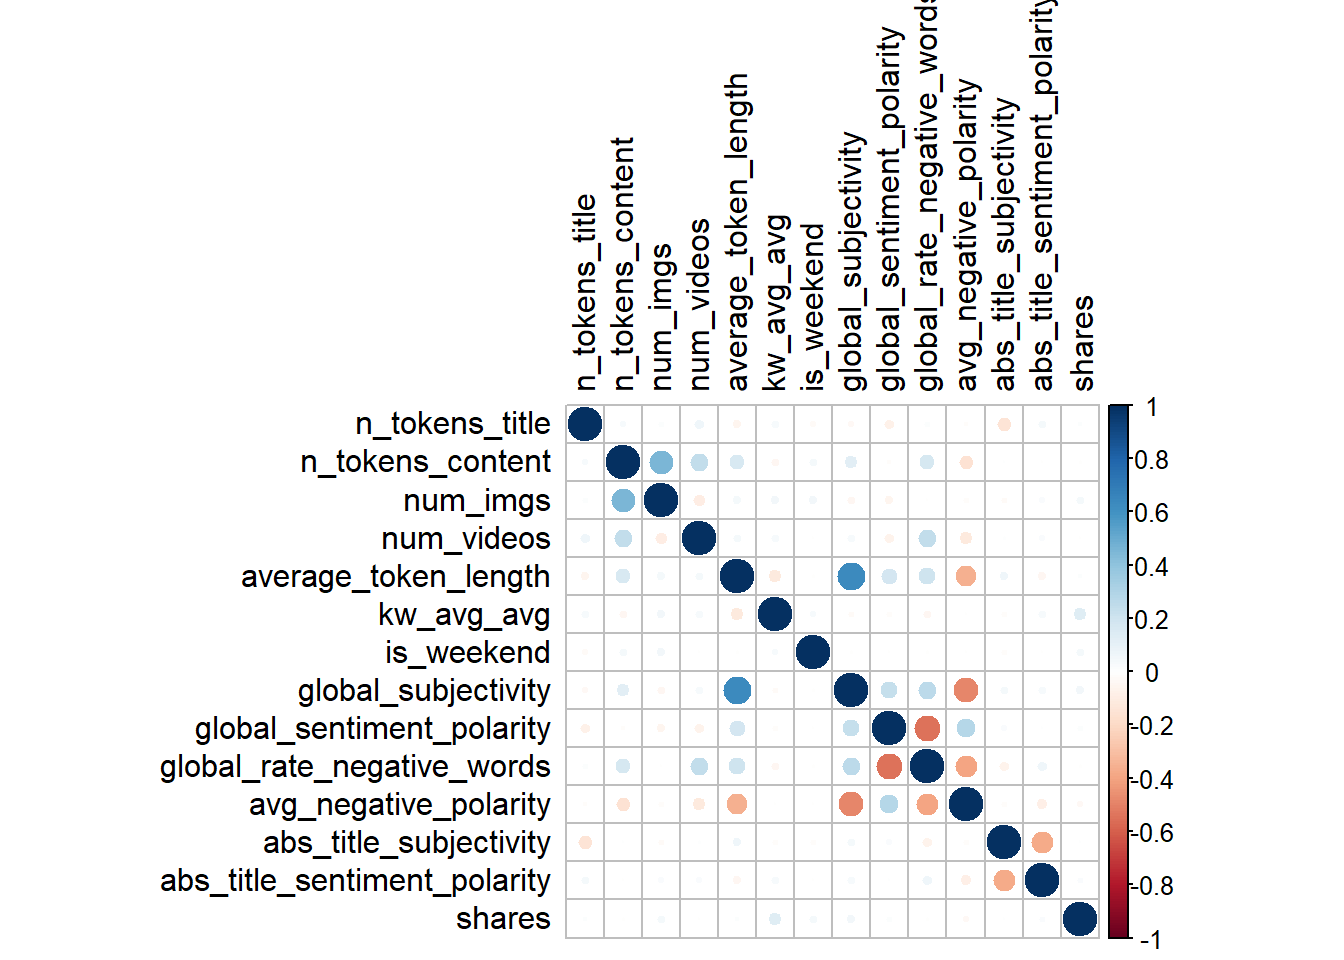 n_tokens_title
n_tokens_content
num_imgs
num_videos
average_token_length
kw_avg_avg
is_weekend
global_subjectivity
global_sentiment_polarity
global_rate_negative_words
avg_negative_polarity
abs_title_subjectivity
abs_title_sentiment_polarity
shares
n_tokens_title
n_tokens_content
num_imgs
num_videos
average_token_length
kw_avg_avg
is_weekend
global_subjectivity
global_sentiment_polarity
global_rate_negative_words
avg_negative_polarity
abs_title_subjectivity
abs_title_sentiment_polarity
shares
1
0.8
0.6
0.4
0.2
0
-0.2
-0.4
-0.6
-0.8
-1